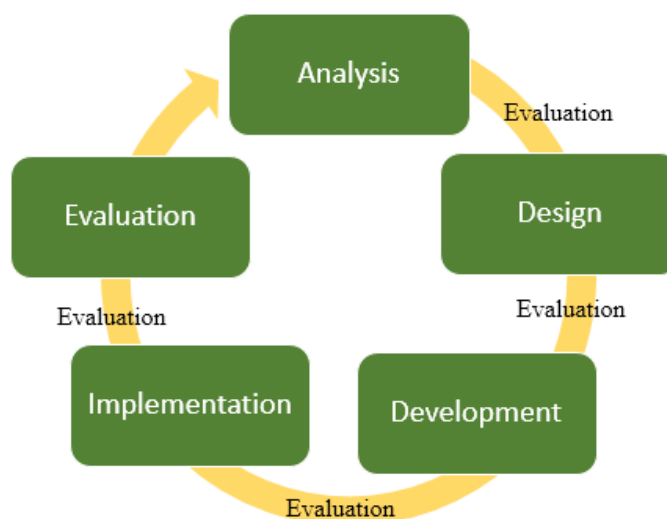 Analysis
Evaluation
Design
Evaluation
Development
Evaluation
Implementation
Evaluation
Evaluation